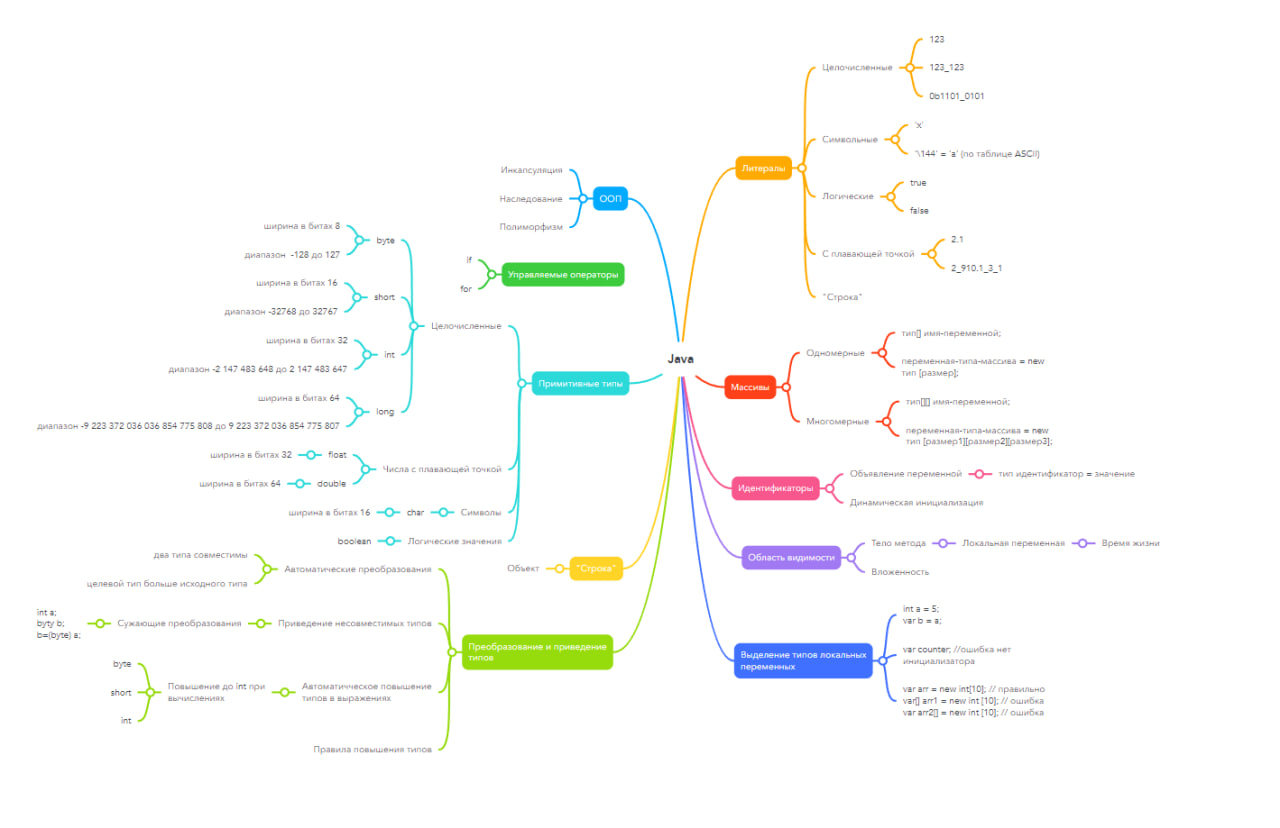 Java
Литералы
Целочисленные
123
123_123
0b1101_0101
Символьные
'x'
'\144' = 'a' (по таблице ASCII)
Логические
true
false
С плавающей точкой
2.1
2_910.1_3_1
"Строка"
Массивы
Одномерные
тип[] имя-переменной;
переменная-типа-массива = new
тип [размер];
Многомерные
тип[][] имя-переменной;
переменная-типа-массива = new
тип [размер1][размер2][размер3];
Идентификаторы
Объявление переменной
тип идентификатор = значение
Динамическая инициализация
Область видимости
Тело метода
Локальная переменная
Время жизни
Вложенность
Выделение типов локальных
переменных
int a = 5;
var b = a;
var counter; //ошибка нет
инициализатора
var arr = new int[10]; // правильно
var[] arr1 = new int [10]; // ошибка
var arr2[] = new int [10]; // ошибка
ООП
Инкапсуляция
Наследование
Полиморфизм
Управляемые операторы
if
for
Примитивные типы
Целочисленные
byte
ширина в битах 8
диапазон -128 до 127
short
ширина в битах 16
диапазон -32768 до 32767
int
ширина в битах 32
диапазон -2 147 483 648 до 2 147 483 647
long
ширина в битах 64
диапазон -9 223 372 036 036 854 775 808 до 9 223 372 036 854 775 807
Числа с плавающей точкой
float
ширина в битах 32
double
ширина в битах 64
Символы
char
ширина в битах 16
Логические значения
boolean
"Строка"
Объект
Преобразование и приведение
типов
Автоматические преобразования
два типа совместимы
целевой тип больше исходного типа
Приведение несовместимых типов
Сужающие преобразования
int a;
byty b;
b=(byte) a;
Автоматиччесое повышение
типов в выражениях
Повышение до int при
вычислениях
byte
short
int
Правила повышения типов